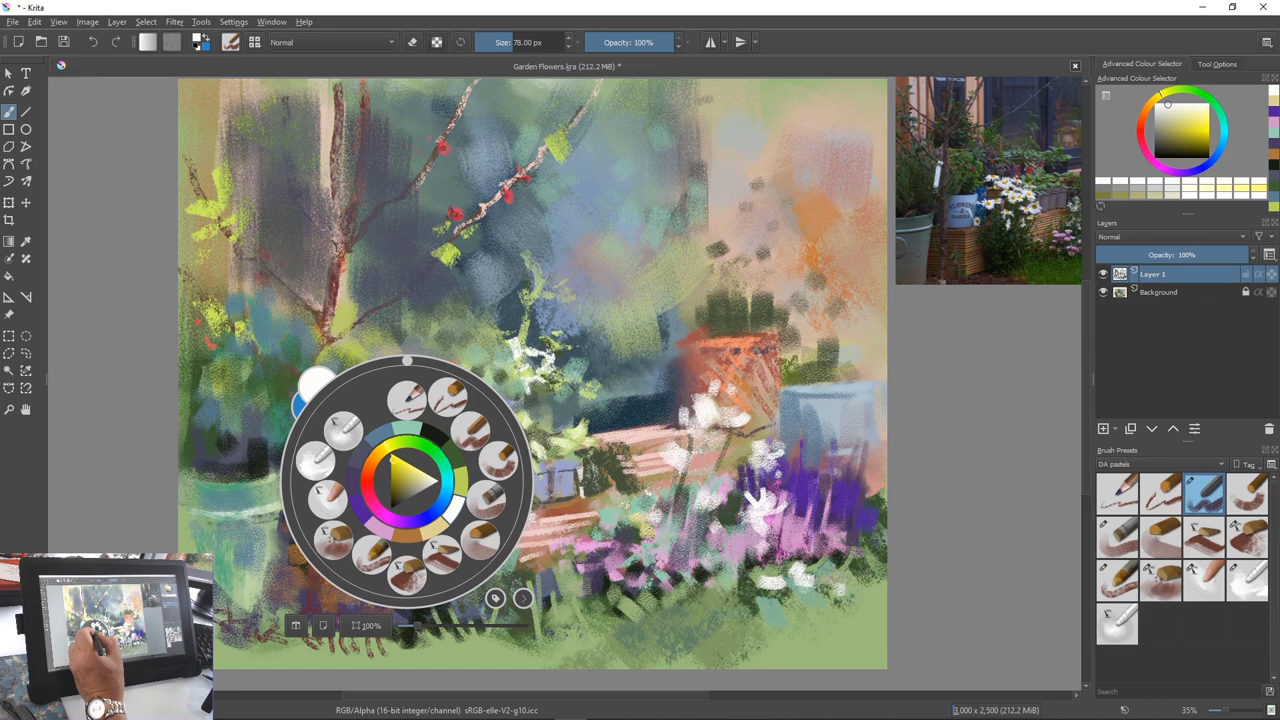 * - Krita
File Edit View Image Layer Select Filter Tools Settings Window Help
Normal
Size: 78.00 px
Opacity: 100%
Garden Flowers.kra (212.2 MiB) *
Advanced Colour Selector
Tool Options
Advanced Colour Selector
FLOWERS
&
GARDEN
Layers
Normal
Opacity: 100%
Layer 1
Background
Brush Presets
DA pastels
Tag
100%
Search
RGB/Alpha (16-bit integer/channel) sRGB-elle-V2-g10.icc
3,000 x 2,500 (212.2 MiB)
35%